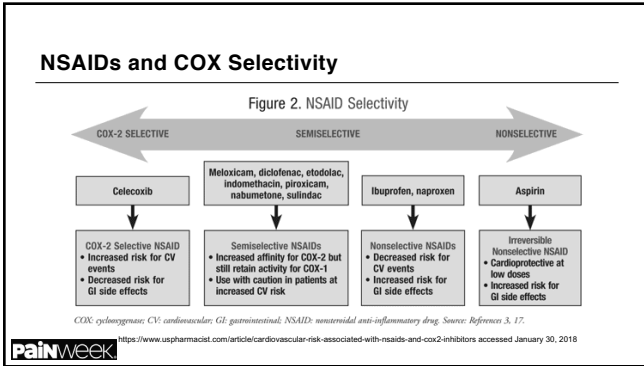 NSAIDs and COX Selectivity
Figure 2. NSAID Selectivity
COX-2 SELECTIVE
SEMISELECTIVE
NONSELECTIVE
Celecoxib
Meloxicam, diclofenac, etodolac,
indomethacin, piroxicam,
nabumetone, sulindac
Ibuprofen, naproxen
Aspirin
COX-2 Selective NSAID
• Increased risk for CV
events
• Decreased risk for
GI side effects
Semiselective NSAIDs
• Increased affinity for COX-2 but
still retain activity for COX-1
• Use with caution in patients at
increased CV risk
Nonselective NSAIDs
• Decreased risk for
CV events
• Increased risk for
GI side effects
Irreversible
Nonselective NSAID
• Cardioprotective at
low doses
• Increased risk for
GI side effects
COX: cyclooxygenase; CV: cardiovascular; GI: gastrointestinal; NSAID: nonsteroidal anti-inflammatory drug. Source: References 3, 17.
PaiNWEEK.
https://www.uspharmacist.com/article/cardiovascular-risk-associated-with-nsaids-and-cox2-inhibitors accessed January 30, 2018